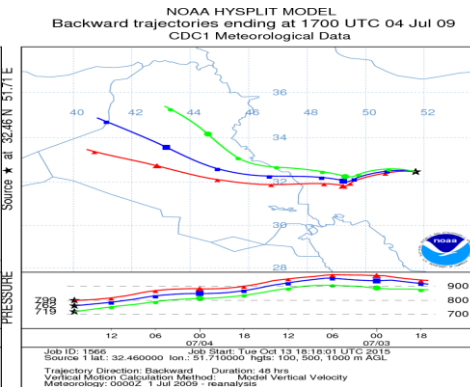 NOAA HYSPLIT MODEL
Backward trajectories ending at 1700 UTC 04 Jul 09
CDC1 Meteorological Data
Source ★ at 32.46 N 51.71 E
40 42 44 46 48 50 52
36
34
32
30
28
noaa
PRESSURE
799
762
719
900
800
700
12 06 00 18 12 06 00 18
07/04 07/03
Job ID: 1566 Job Start: Tue Oct 13 18:18:01 UTC 2015
Source 1 lat.: 32.460000 lon.: 51.710000 hgts: 100, 500, 1000 m AGL
Trajectory Direction: Backward Duration: 48 hrs
Vertical Motion Calculation Method: Model Vertical Velocity
Meteorology: 0000Z 1 Jul 2009 - reanalysis